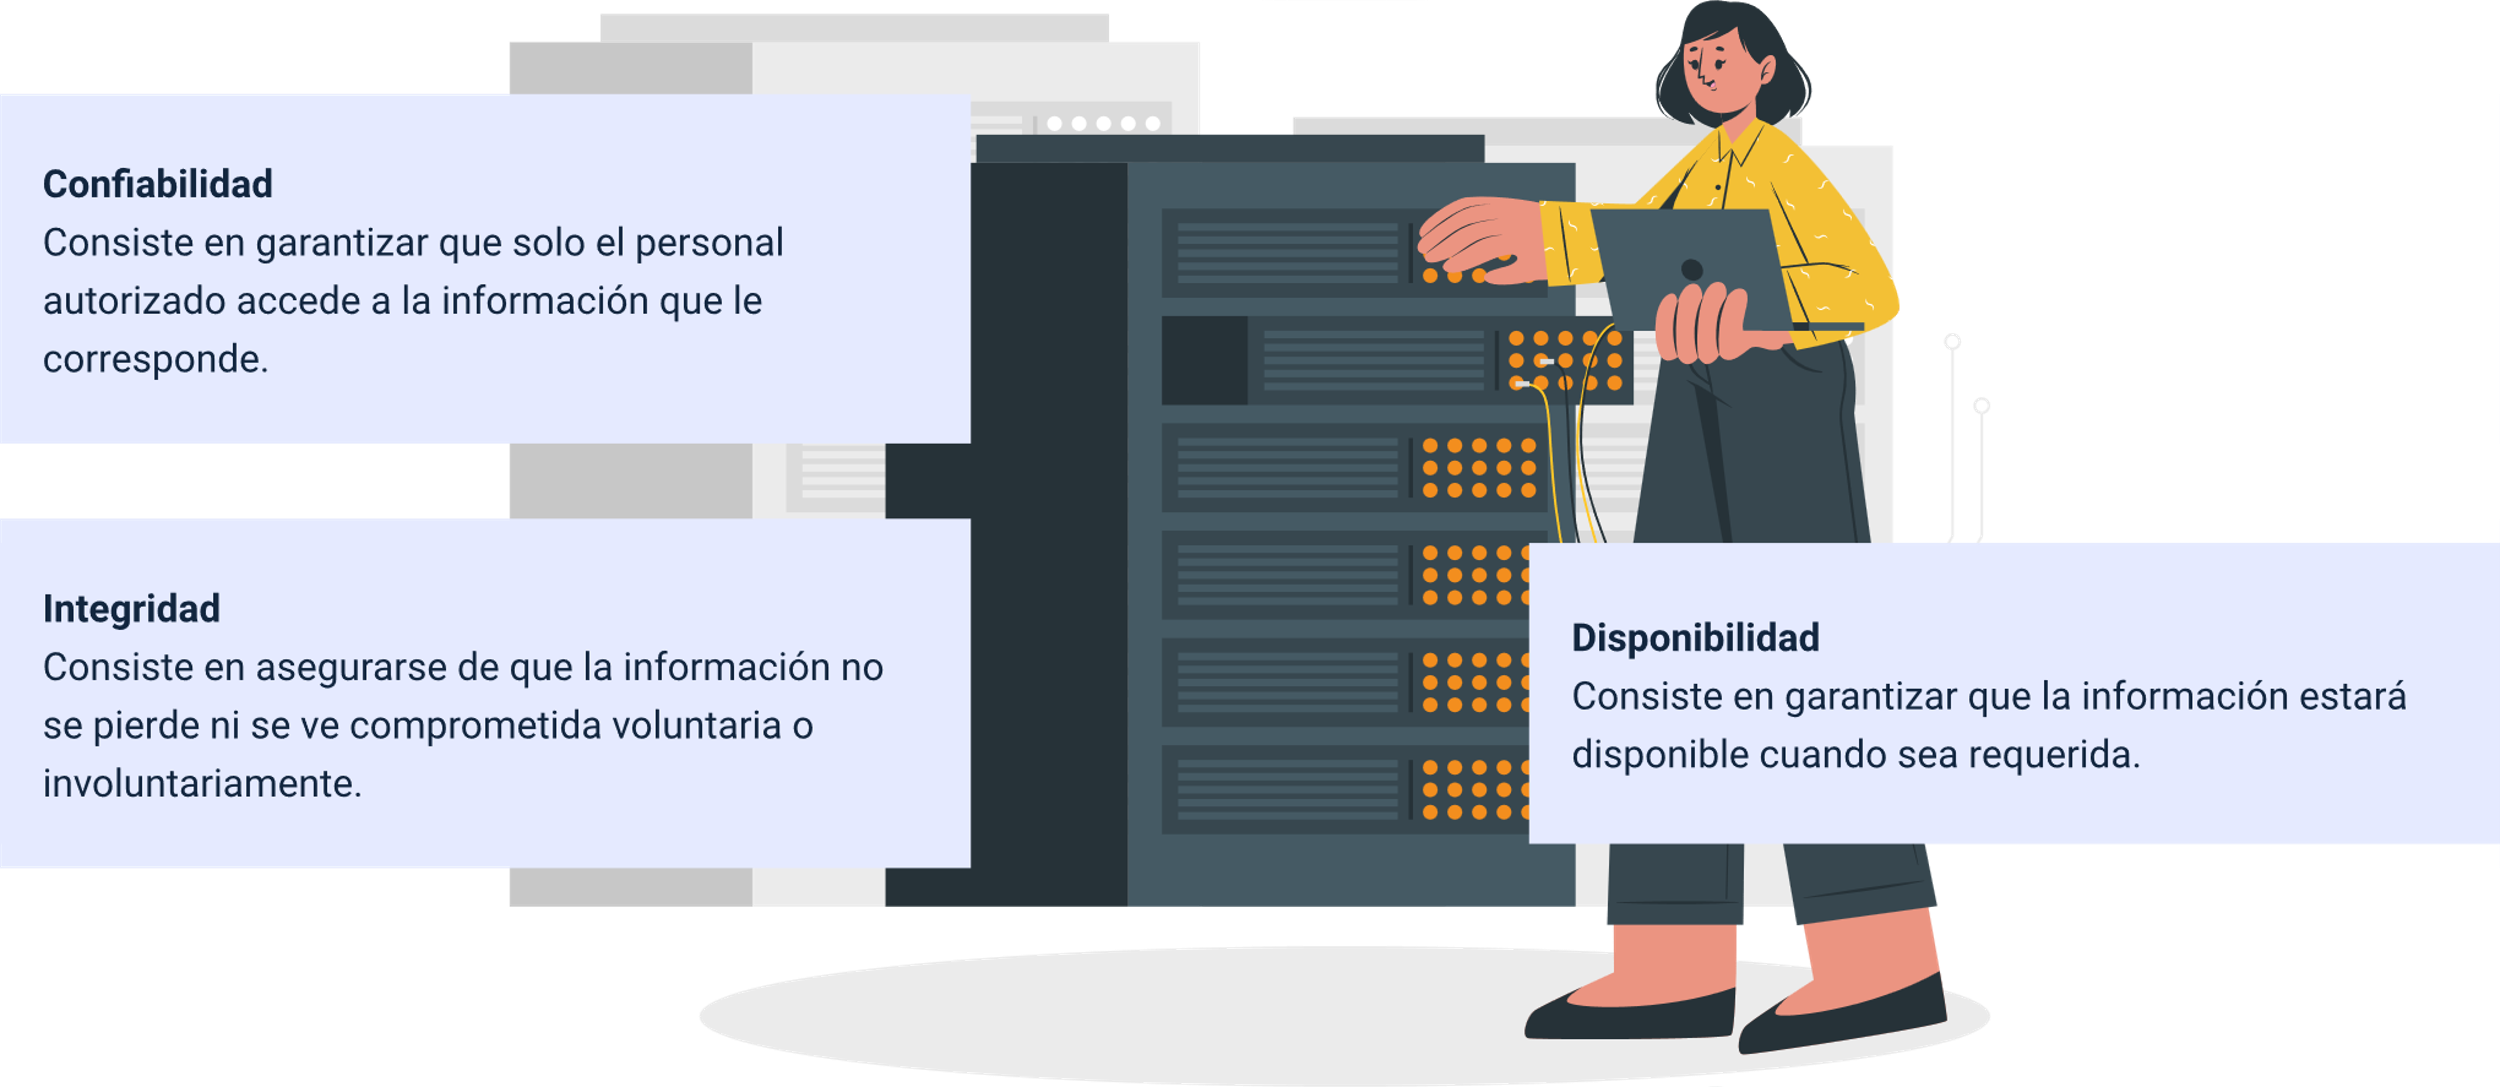 Confiabilidad
Consiste en garantizar que solo el personal
autorizado accede a la información que le
corresponde.
Integridad
Consiste en asegurarse de que la información no
se pierde ni se ve comprometida voluntaria o
involuntariamente.
Disponibilidad
Consiste en garantizar que la información estará
disponible cuando sea requerida.